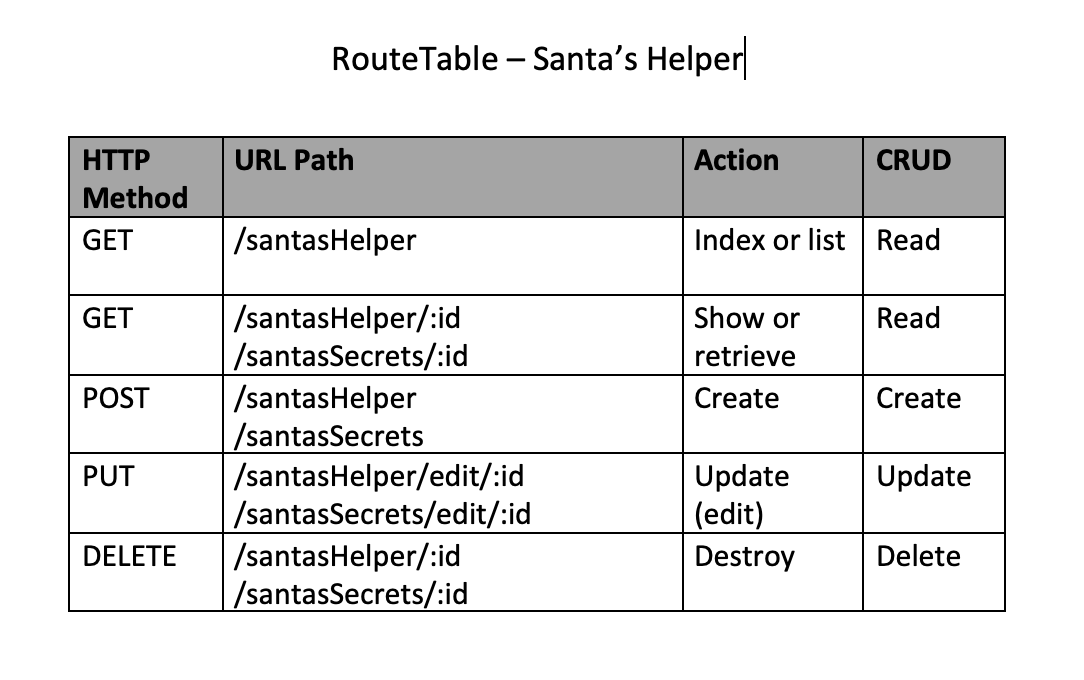 RouteTable – Santa's Helper
HTTP Method URL Path Action CRUD
GET /santasHelper Index or list Read
GET /santasHelper/:id Show or retrieve Read
/santasSecrets/:id
POST /santasHelper Create Create
/santasSecrets
PUT /santasHelper/edit/:id Update (edit) Update
/santasSecrets/edit/:id
DELETE /santasHelper/:id Destroy Delete
/santasSecrets/:id